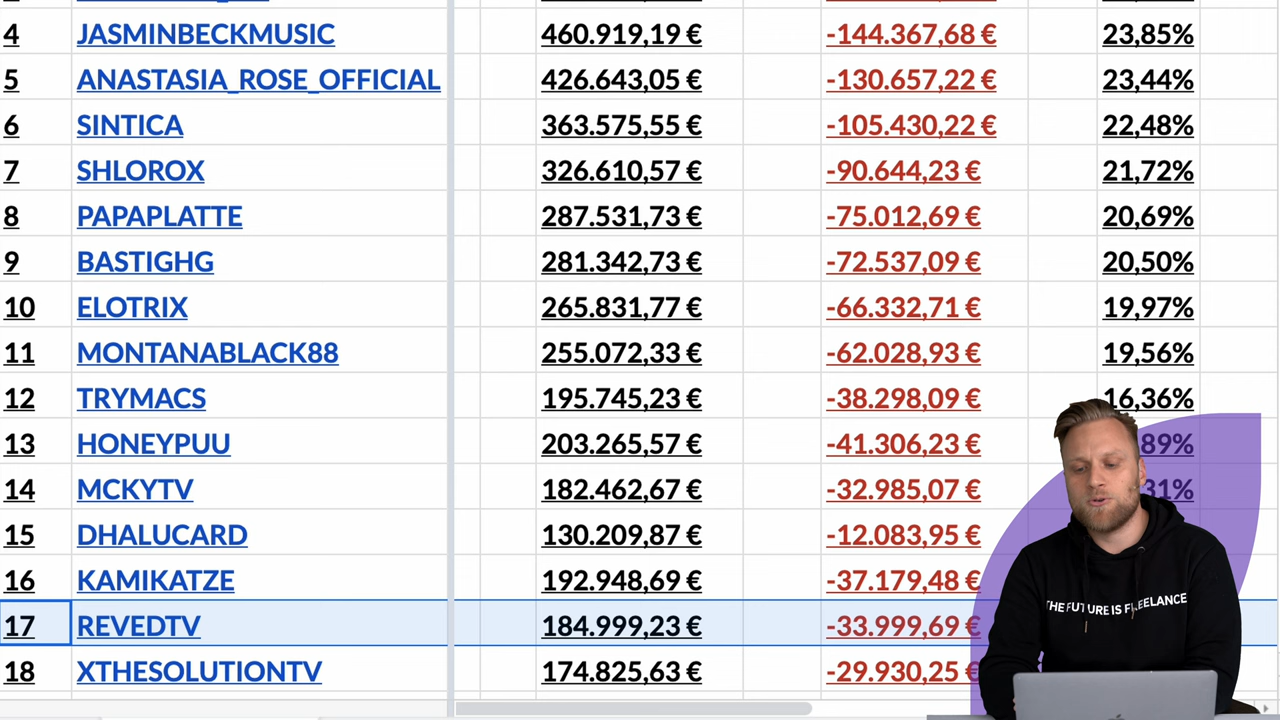 4 JASMINBECKMUSIC 460.919,19 € -144.367,68 € 23,85%
5 ANASTASIA_ROSE_OFFICIAL 426.643,05 € -130.657,22 € 23,44%
6 SINTICA 363.575,55 € -105.430,22 € 22,48%
7 SHLOROX 326.610,57 € -90.644,23 € 21,72%
8 PAPAPLATTE 287.531,73 € -75.012,69 € 20,69%
9 BASTIGHG 281.342,73 € -72.537,09 € 20,50%
10 ELOTRIX 265.831,77 € -66.332,71 € 19,97%
11 MONTANABLACK88 255.072,33 € -62.028,93 € 19,56%
12 TRYMACS 195.745,23 € -38.298,09 € 16,36%
13 HONEYPUU 203.265,57 € -41.306,23 € 89%
14 MCKYTV 182.462,67 € -32.985,07 € 31%
15 DHALUCARD 130.209,87 € -12.083,95 €
16 KAMIKATZE 192.948,69 € -37.179,48 €
17 REVEDTV 184.999,23 € -33.999,69 €
THE FUTURE IS FREELANCE
18 XTHESOLUTIONTV 174.825,63 € -29.930,25 €